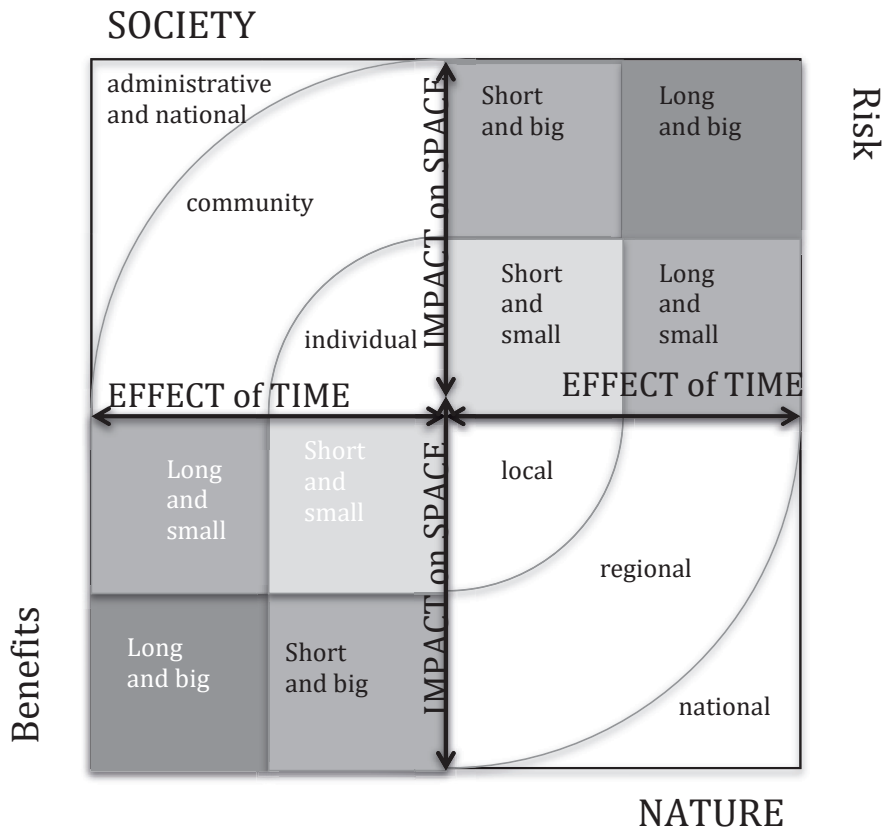 SOCIETY
administrative
and national
community
individual
EFFECT of TIME
IMPACT on SPACE
Short
and big
Long
and big
Short
and
small
Long
and
small
EFFECT of TIME
Risk
Long
and
small
Short
and
small
Long
and big
Short
and big
Benefits
IMPACT on SPACE
local
regional
national
NATURE